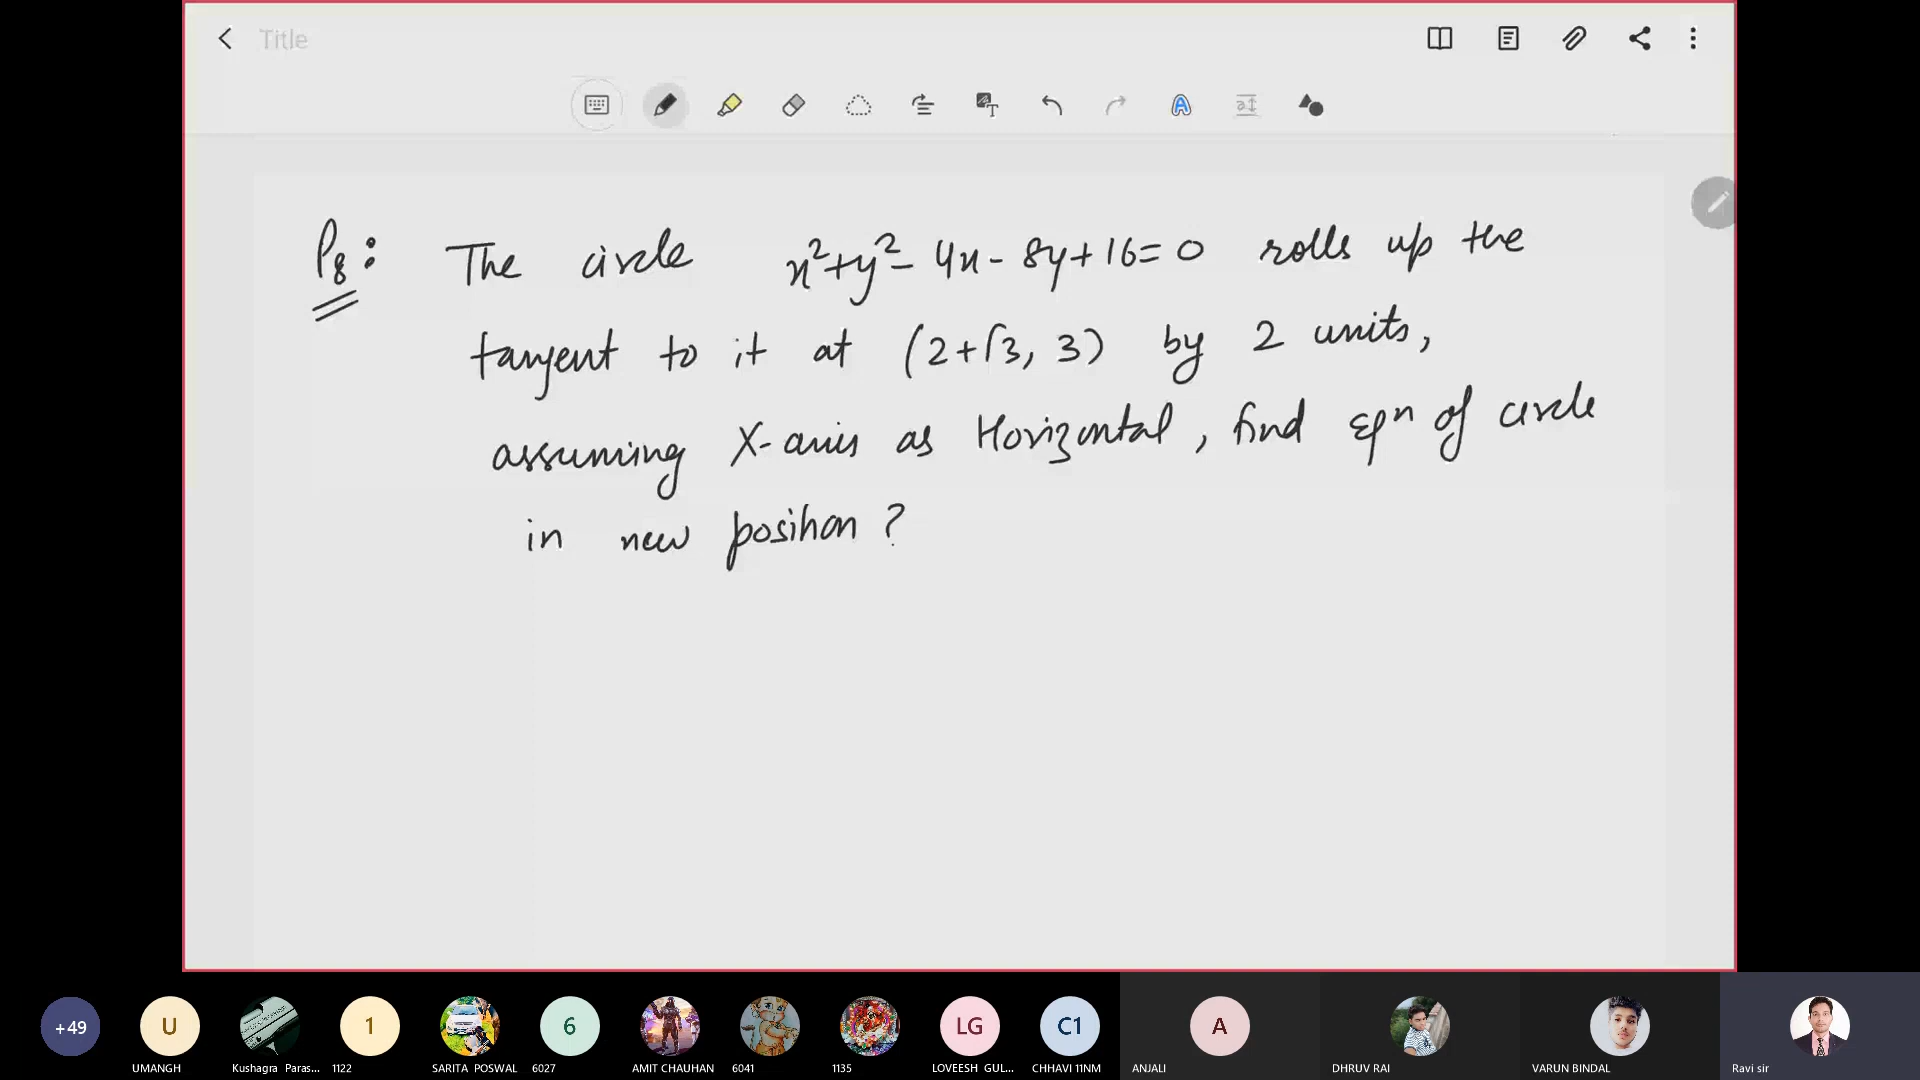 Title
P8: The circle x²+y²-4x-8y+16=0 rolls up the
tangent to it at (2+√3, 3) by 2 units,
assuming X-axis as Horizontal, find eqⁿ of circle
in new position?
+49
U
1
6
LG
C1
A
UMANGH
Kushagra Paras...
1122
SARITA POSWAL
6027
AMIT CHAUHAN
6041
1135
LOVEESH GUL...
CHHAVI 11NM
ANJALI
DHRUV RAI
VARUN BINDAL
Ravi sir